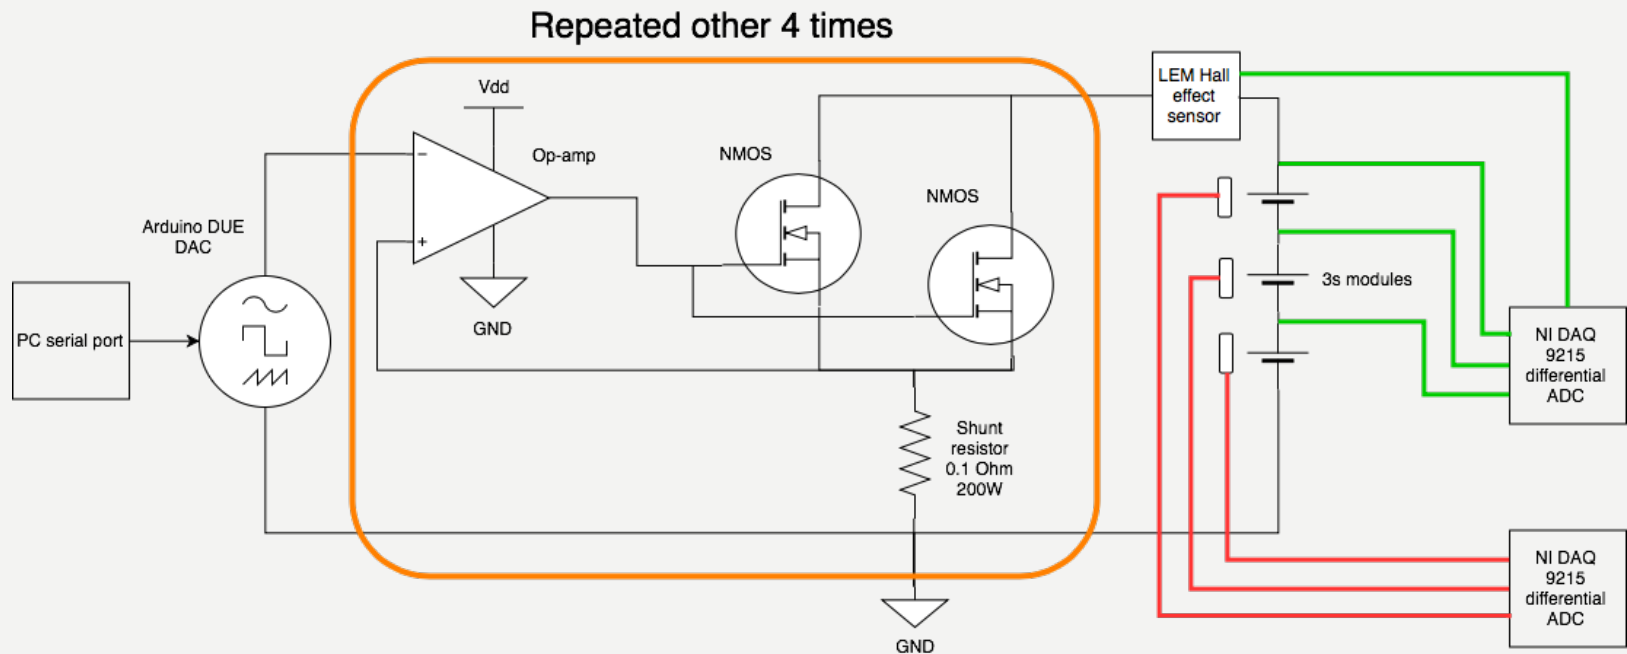 Repeated other 4 times
Vdd
Op-amp
−
+
GND
NMOS
NMOS
LEM Hall
effect
sensor
Arduino DUE
DAC
PC serial port
3s modules
Shunt
resistor
0.1 Ohm
200W
GND
NI DAQ
9215
differential
ADC
NI DAQ
9215
differential
ADC